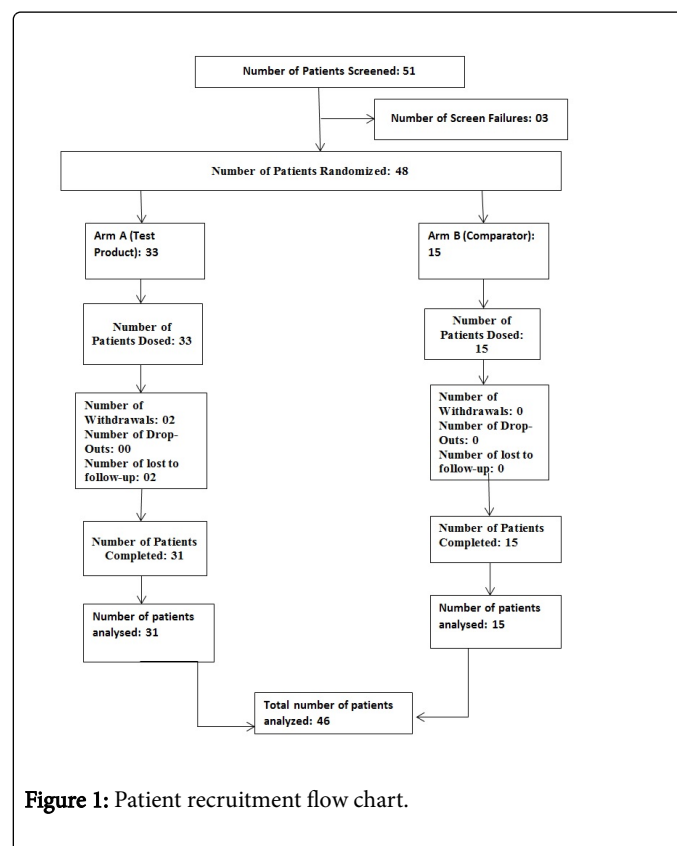 Number of Patients Screened: 51
Number of Screen Failures: 03
Number of Patients Randomized: 48
Arm A (Test
Product): 33
Arm B (Comparator):
15
Number of
Patients Dosed: 33
Number of
Patients Dosed:
15
Number of
Withdrawals: 02
Number of Drop-
Outs: 00
Number of lost to
follow-up: 02
Number of
Withdrawals: 0
Number of Drop-
Outs: 0
Number of lost to
follow-up: 0
Number of Patients
Completed: 31
Number of Patients
Completed: 15
Number of patients
analysed: 31
Number of patients
analysed: 15
Total number of patients
analyzed: 46
Figure 1: Patient recruitment flow chart.